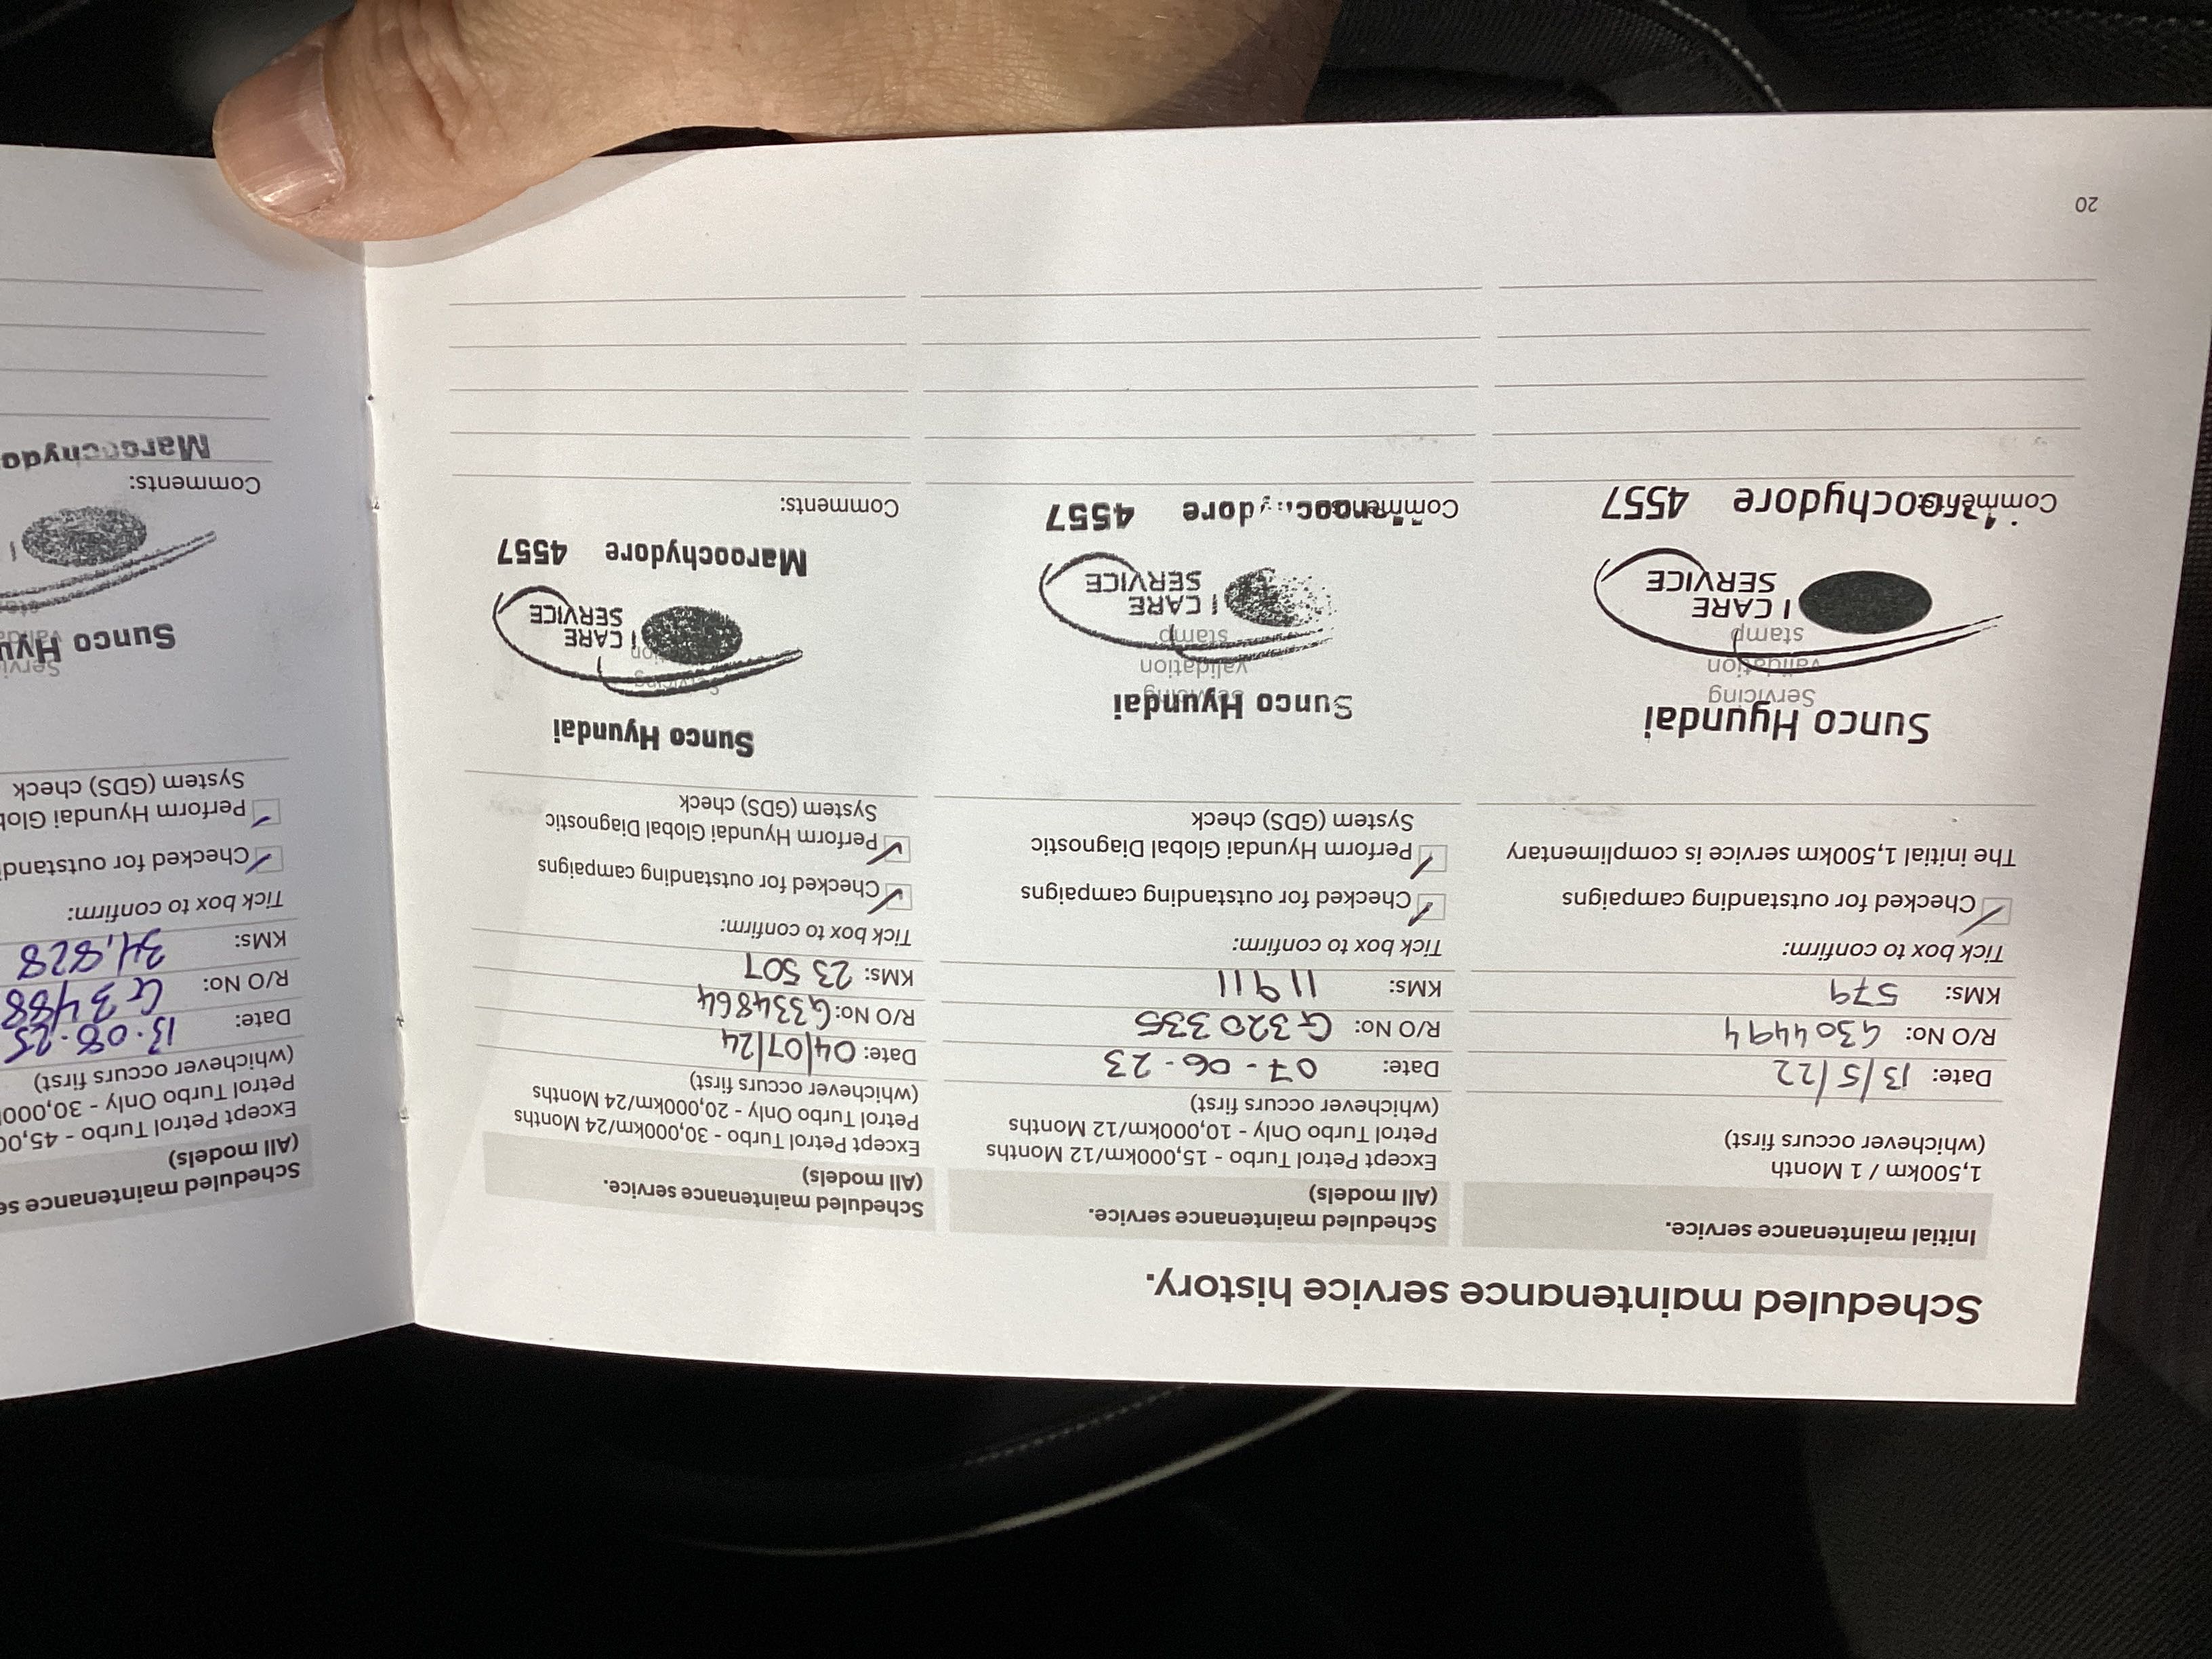 Scheduled maintenance service history.
Initial maintenance service.
1,500km / 1 Month
(whichever occurs first)
Date: 13/5/22
R/O No: G304494
KMs: 579
Tick box to confirm:
Checked for outstanding campaigns
The initial 1,500km service is complimentary
Sunco Hyundai
Servicing
validation
stamp
I CARE
SERVICE
4557
Scheduled maintenance service.
(All models)
Except Petrol Turbo - 15,000km/12 Months
Petrol Turbo Only - 10,000km/12 Months
(whichever occurs first)
Date: 07-06-23
R/O No: G320335
KMs: 11911
Tick box to confirm:
Checked for outstanding campaigns
Perform Hyundai Global Diagnostic
System (GDS) check
Sunco Hyundai
Servicing
validation
stamp
I CARE
SERVICE
4557
Scheduled maintenance service.
(All models)
Except Petrol Turbo - 30,000km/24 Months
Petrol Turbo Only - 20,000km/24 Months
(whichever occurs first)
Date: 04/07/24
R/O No: G334864
KMs: 23 507
Tick box to confirm:
Checked for outstanding campaigns
Perform Hyundai Global Diagnostic
System (GDS) check
Sunco Hyundai
Servicing
I CARE
SERVICE
Maroochydore 4557
Comments:
20
Scheduled maintenance se
(All models)
Except Petrol Turbo - 45,00
Petrol Turbo Only - 30,000
(whichever occurs first)
Date: 13.08.25
R/O No: G3488
KMs: 34,828
Tick box to confirm:
Checked for outstandi
Perform Hyundai Glob
System (GDS) check
Sunco Hyu
I
Comments:
Maroochydo